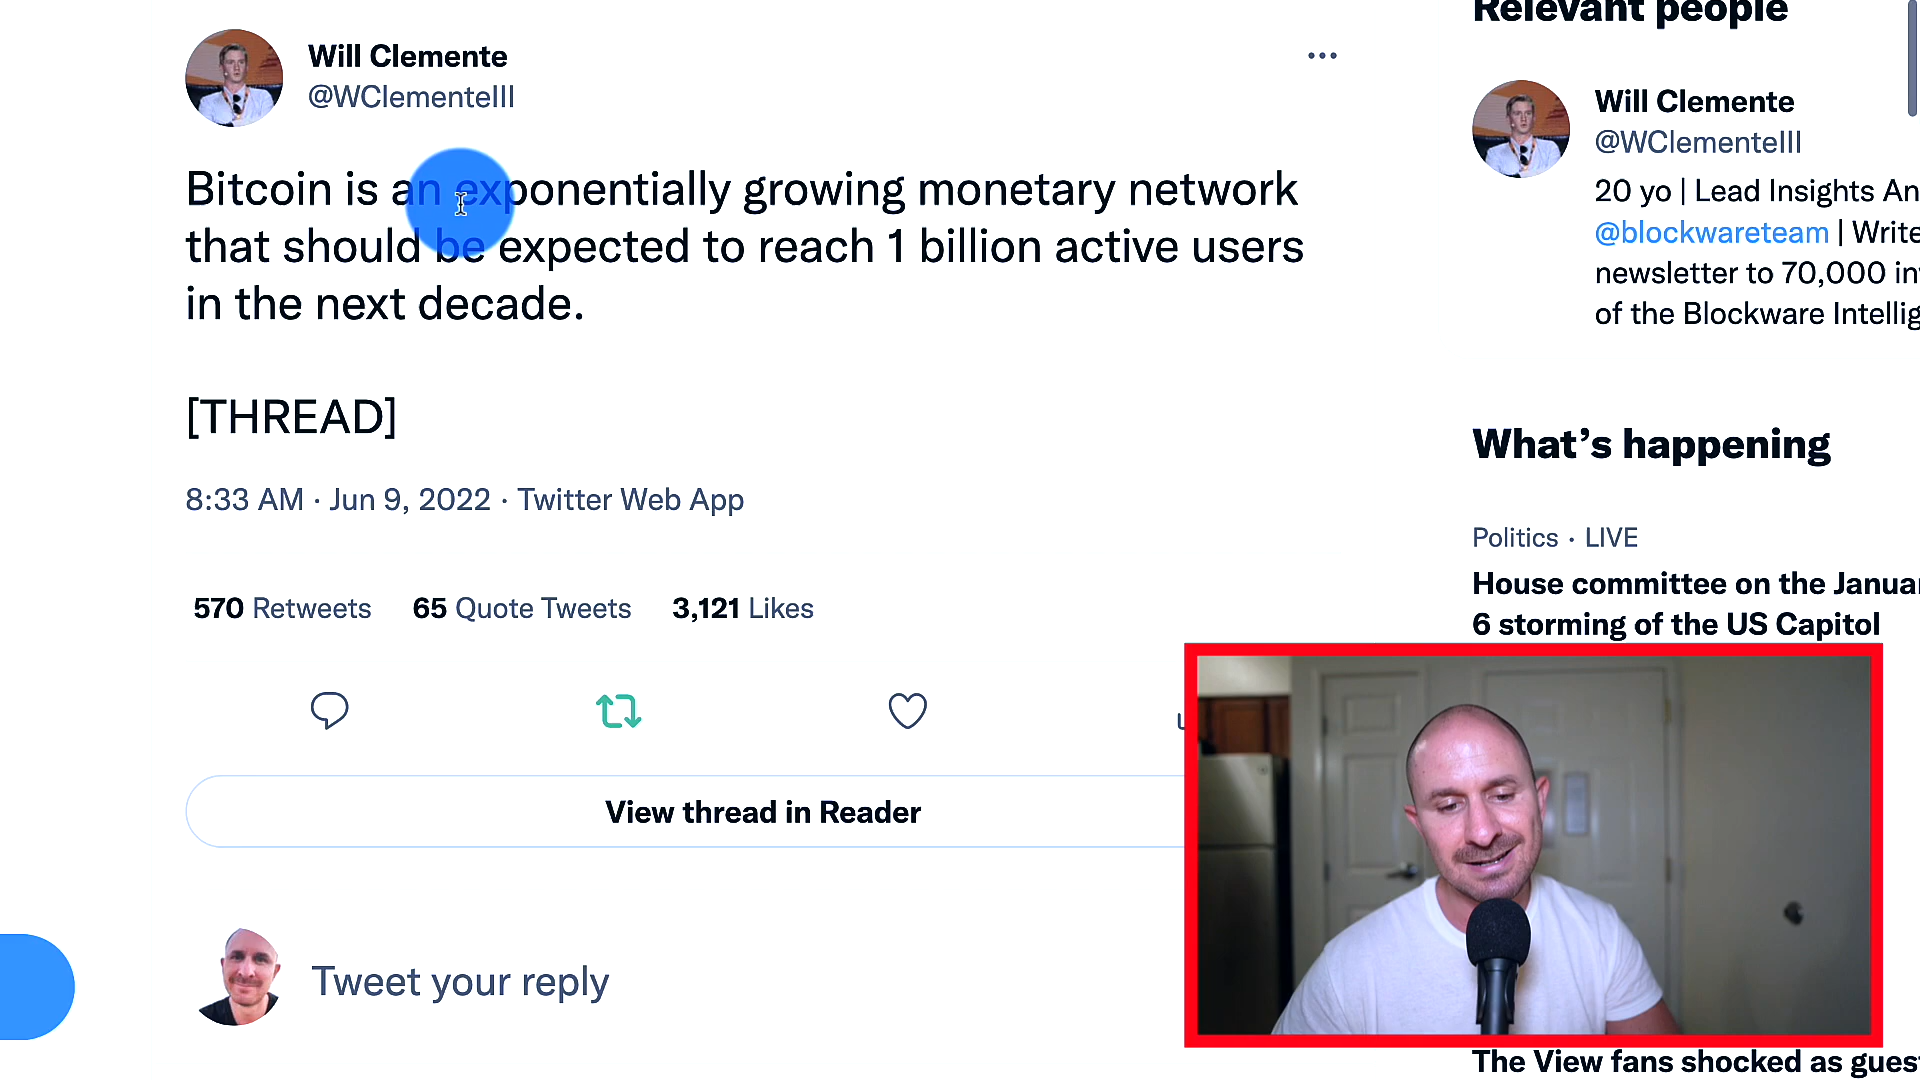 Will Clemente
@WClementeIII
Bitcoin is an exponentially growing monetary network
that should be expected to reach 1 billion active users
in the next decade.
[THREAD]
8:33 AM · Jun 9, 2022 · Twitter Web App
570 Retweets 65 Quote Tweets 3,121 Likes
View thread in Reader
Tweet your reply
Relevant people
Will Clemente
@WClementeIII
20 yo | Lead Insights An
@blockwareteam | Write
newsletter to 70,000 in
of the Blockware Intellig
What's happening
Politics · LIVE
House committee on the Januar
6 storming of the US Capitol
The View fans shocked as gues